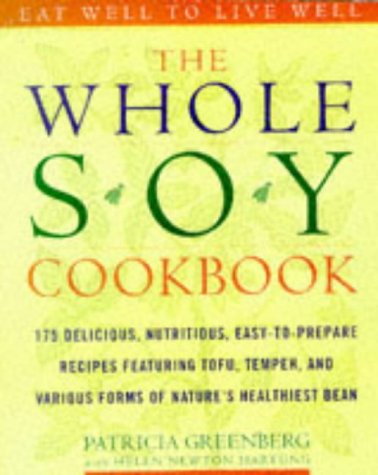 EAT WELL TO LIVE WELL
THE
WHOLE
S·O·Y
COOKBOOK
175 DELICIOUS, NUTRITIOUS, EASY-TO-PREPARE
RECIPES FEATURING TOFU, TEMPEH, AND
VARIOUS FORMS OF NATURE'S HEALTHIEST BEAN
PATRICIA GREENBERG
with HELEN NEWTON HARTUNG